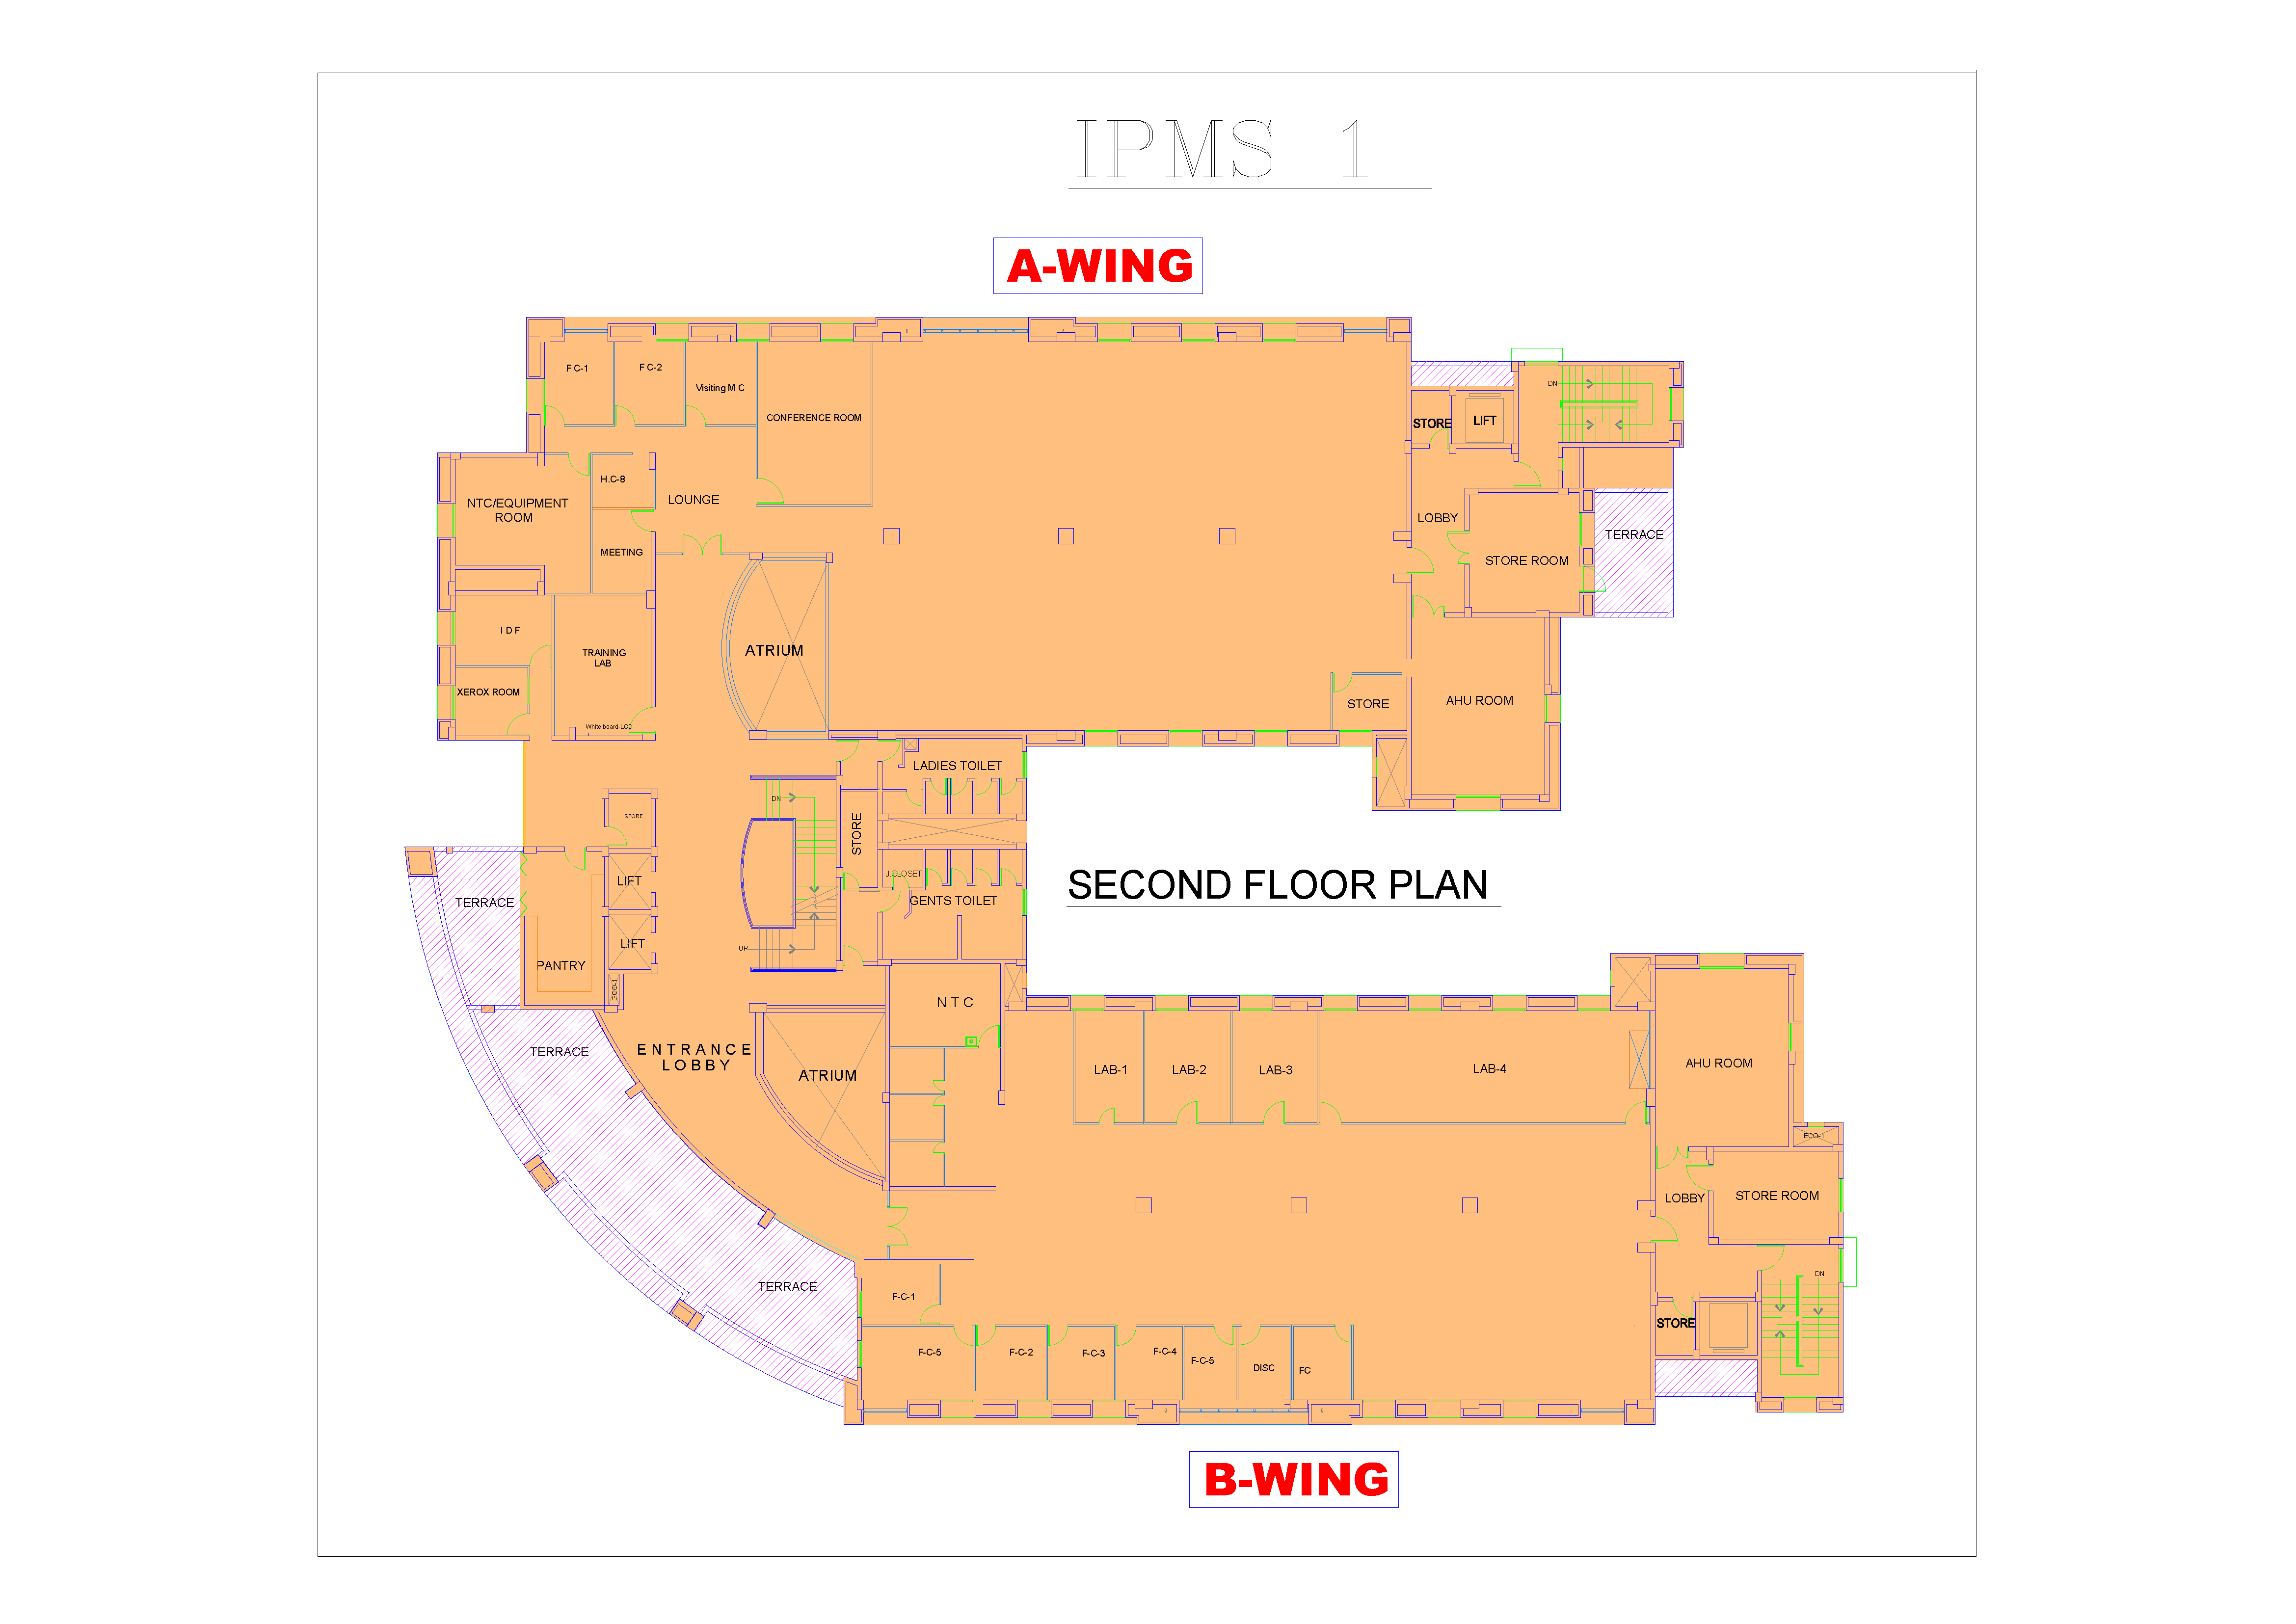 IPMS 1
A-WING
F C-1
F C-2
Visiting M C
CONFERENCE ROOM
DN
STORE
LIFT
H.C-8
NTC/EQUIPMENT
ROOM
LOUNGE
LOBBY
TERRACE
MEETING
STORE ROOM
I D F
TRAINING
LAB
ATRIUM
XEROX ROOM
White board-LCD
STORE
AHU ROOM
LADIES TOILET
DN
STORE
STORE
J.CLOSET
LIFT
SECOND FLOOR PLAN
TERRACE
GENTS TOILET
LIFT
UP
PANTRY
N T C
TERRACE
ENTRANCE
LOBBY
ATRIUM
LAB-1
LAB-2
LAB-3
LAB-4
AHU ROOM
ECO-1
LOBBY
STORE ROOM
DN
TERRACE
F-C-1
STORE
F-C-5
F-C-2
F-C-3
F-C-4
F-C-5
DISC
FC
B-WING